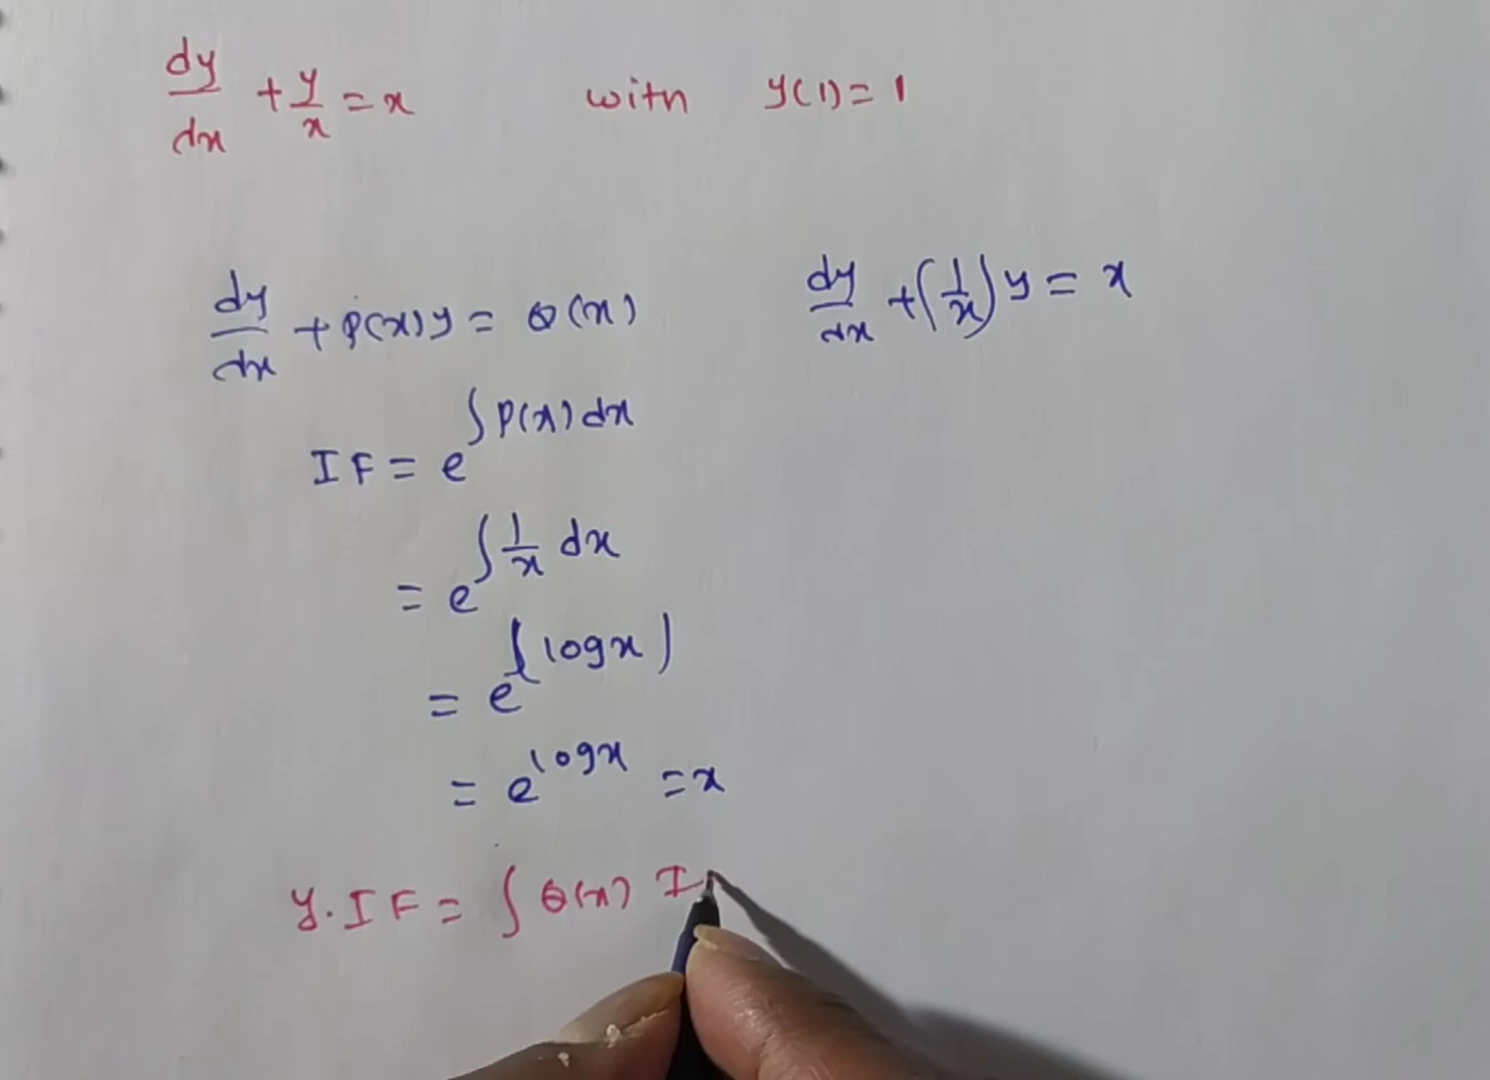 dy/dx + y/x = x with y(1) = 1
dy/dx + P(x)y = Q(x) dy/dx + (1/x)y = x
IF = e^∫P(x)dx
= e^∫1/x dx
= e^(logx)
= e^logx = x
y.IF = ∫Q(x) I